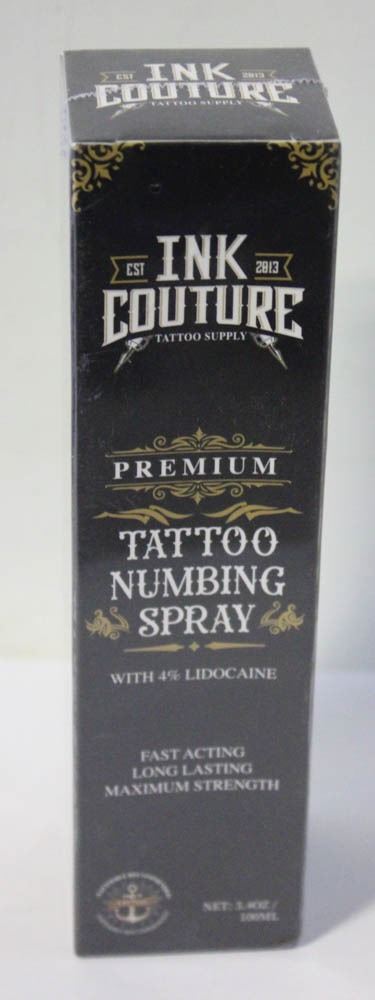 EST INK 2013
COUTURE
TATTOO SUPPLY
EST INK 2013
COUTURE
TATTOO SUPPLY
PREMIUM
TATTOO
NUMBING
SPRAY
WITH 4% LIDOCAINE
FAST ACTING
LONG LASTING
MAXIMUM STRENGTH
NET: 3.4OZ /
100ML